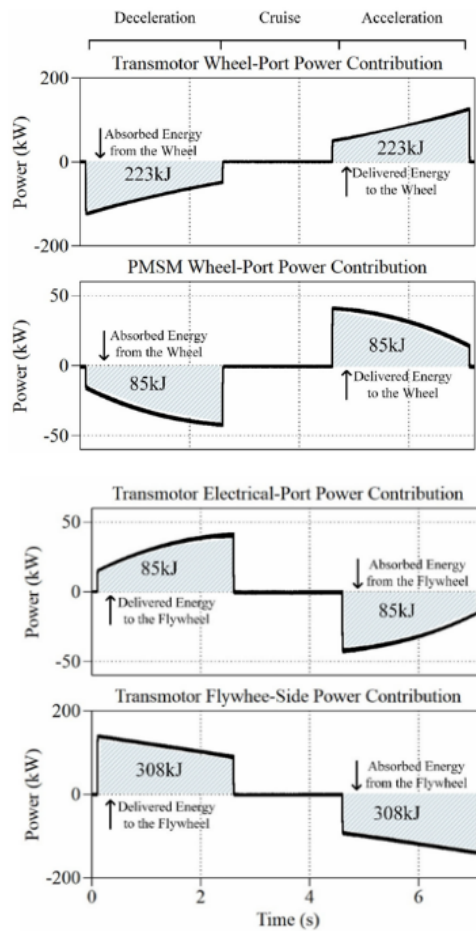 Deceleration Cruise Acceleration
Transmotor Wheel-Port Power Contribution
200
Absorbed Energy
from the Wheel
223kJ
0
223kJ
Delivered Energy
to the Wheel
-200
Power (kW)
PMSM Wheel-Port Power Contribution
50
Absorbed Energy
from the Wheel
85kJ
0
85kJ
Delivered Energy
to the Wheel
-50
Power (kW)
Transmotor Electrical-Port Power Contribution
50
85kJ
Absorbed Energy
from the Flywheel
0
Delivered Energy
to the Flywheel
85kJ
-50
Power (kW)
Transmotor Flywhee-Side Power Contribution
200
308kJ
Absorbed Energy
from the Flywheel
0
Delivered Energy
to the Flywheel
308kJ
-200
Power (kW)
0 2 4 6
Time (s)